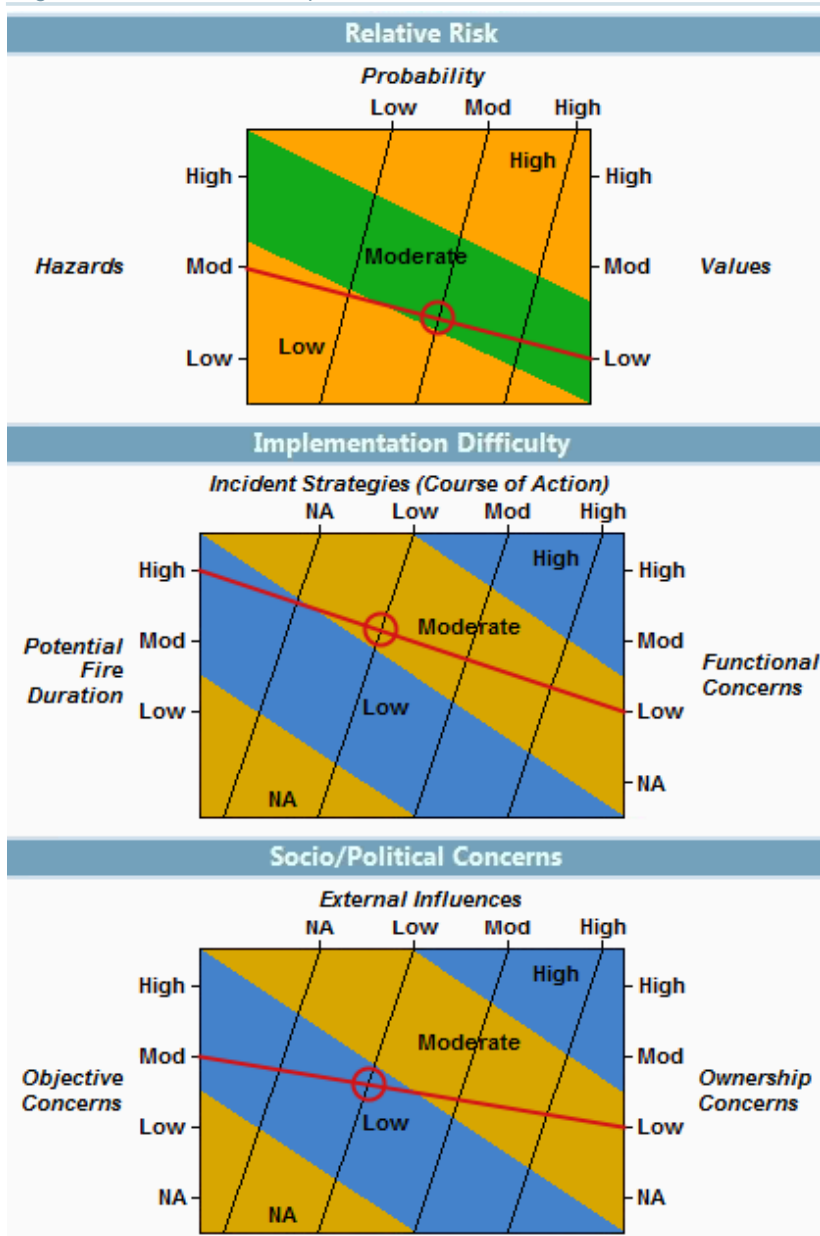 Relative Risk
Probability
Low Mod High
High High High
Hazards Mod Moderate Mod Values
Low Low Low
Implementation Difficulty
Incident Strategies (Course of Action)
NA Low Mod High
High High High
Potential Fire Duration Mod Moderate Mod Functional Concerns
Low Low Low
NA NA
Socio/Political Concerns
External Influences
NA Low Mod High
High High High
Mod Moderate Mod
Objective Concerns Ownership Concerns
Low Low Low
NA NA NA